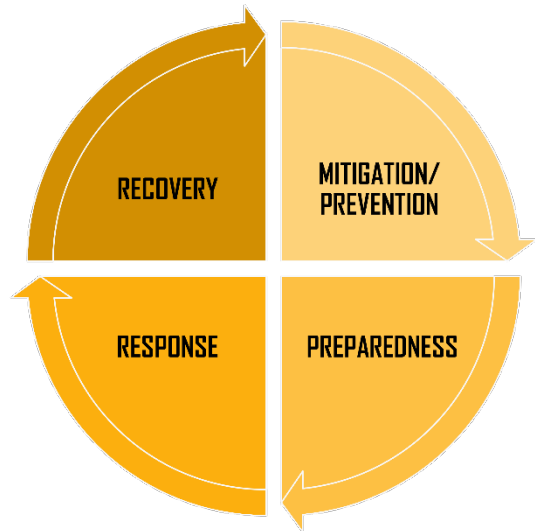 RECOVERY
MITIGATION/
PREVENTION
RESPONSE
PREPAREDNESS